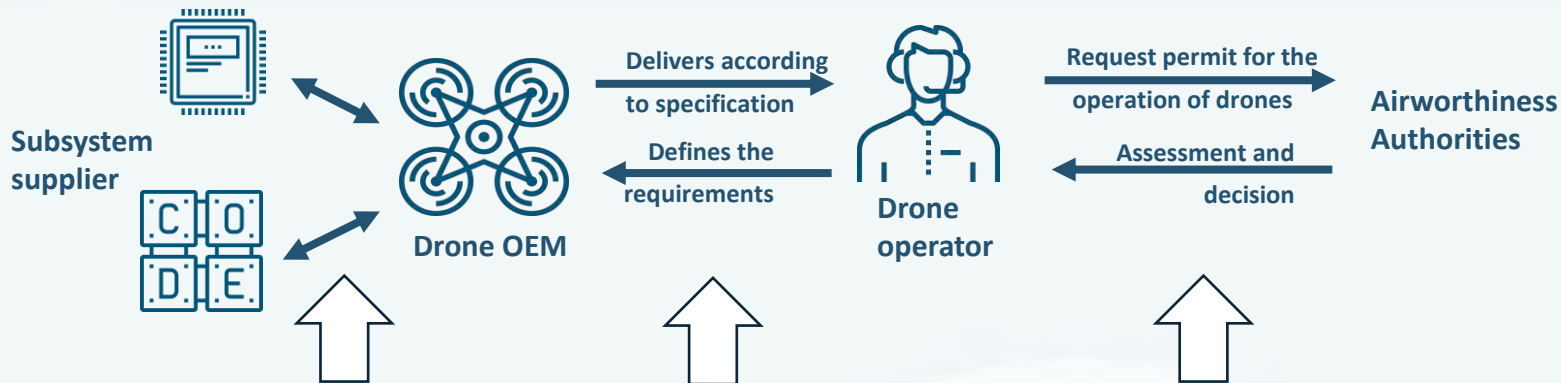 Subsystem
supplier
C O
D E
Drone OEM
Delivers according
to specification
Defines the
requirements
Drone
operator
Request permit for the
operation of drones
Assessment and
decision
Airworthiness
Authorities